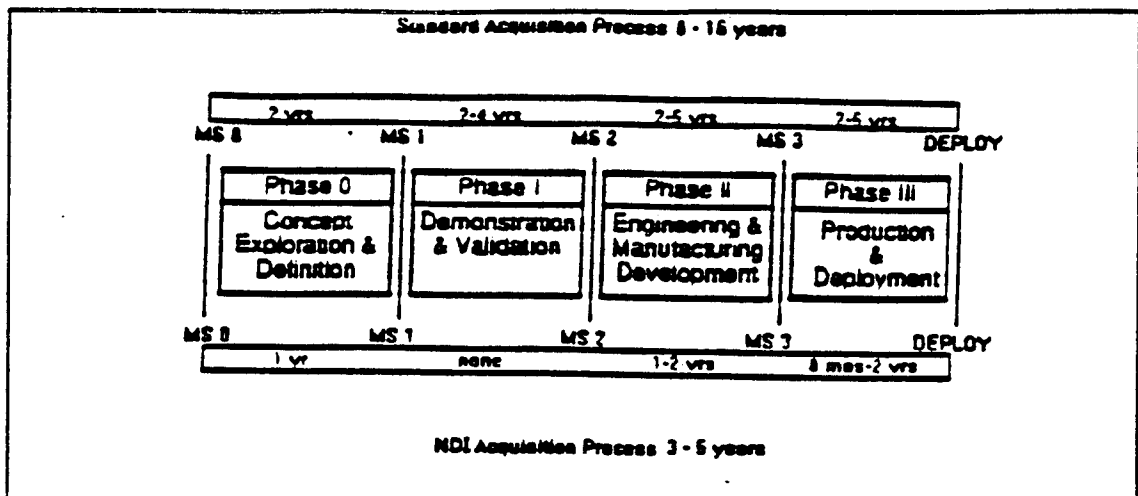 Standard Acquisition Process 8 - 16 years
2 yrs 2-4 yrs 2-5 yrs 2-5 yrs
MS 0 MS 1 MS 2 MS 3 DEPLOY
Phase 0 Phase I Phase II Phase III
Concept Exploration & Definition
Demonstration & Validation
Engineering & Manufacturing Development
Production & Deployment
MS 0 MS 1 MS 2 MS 3 DEPLOY
1 yr none 1-2 yrs mos-2 yrs
NDI Acquisition Process 3 - 5 years